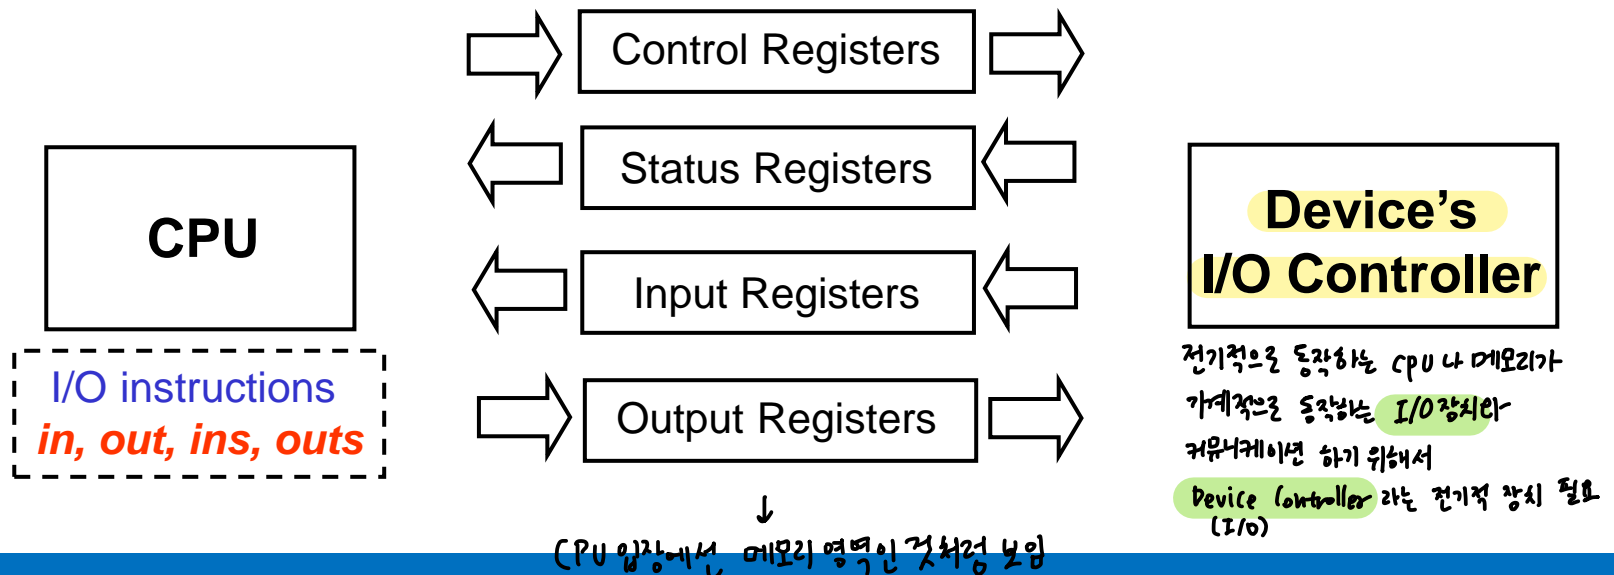 Control Registers
Status Registers
CPU
Device's
I/O Controller
Input Registers
I/O instructions
in, out, ins, outs
Output Registers
전기적으로 동작하는 CPU나 메모리가
기계적으로 동작하는 I/O장치와
커뮤니케이션 하기 위해서
Device Controller 라는 전기적 장치 필요
(I/O)
↓
CPU 입장에선 메모리 영역인 것처럼 보임